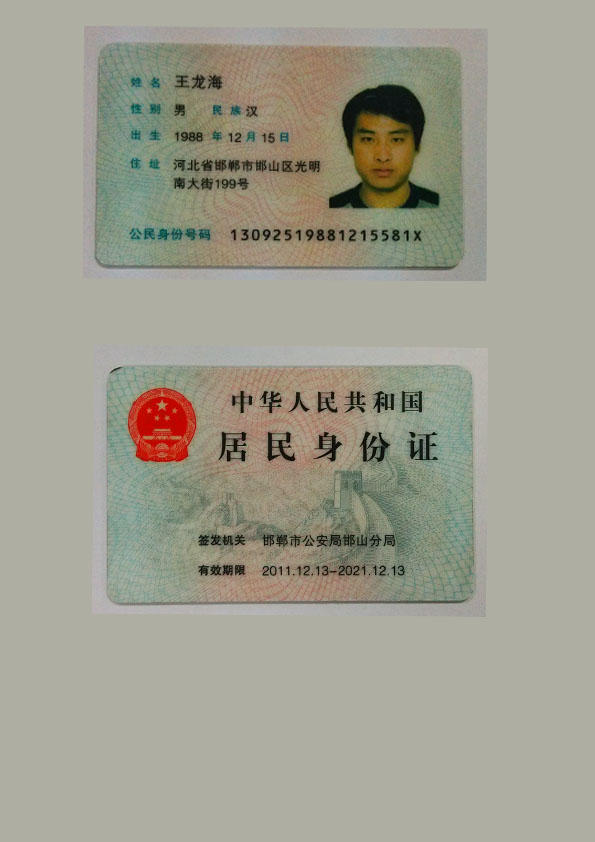 姓名 王龙海
性别 男 民族 汉
出生 1988 年 12 月 15 日
住址 河北省邯郸市邯山区光明
南大街199号
公民身份号码 13092519881215581X
中华人民共和国
居民身份证
签发机关 邯郸市公安局邯山分局
有效期限 2011.12.13-2021.12.13